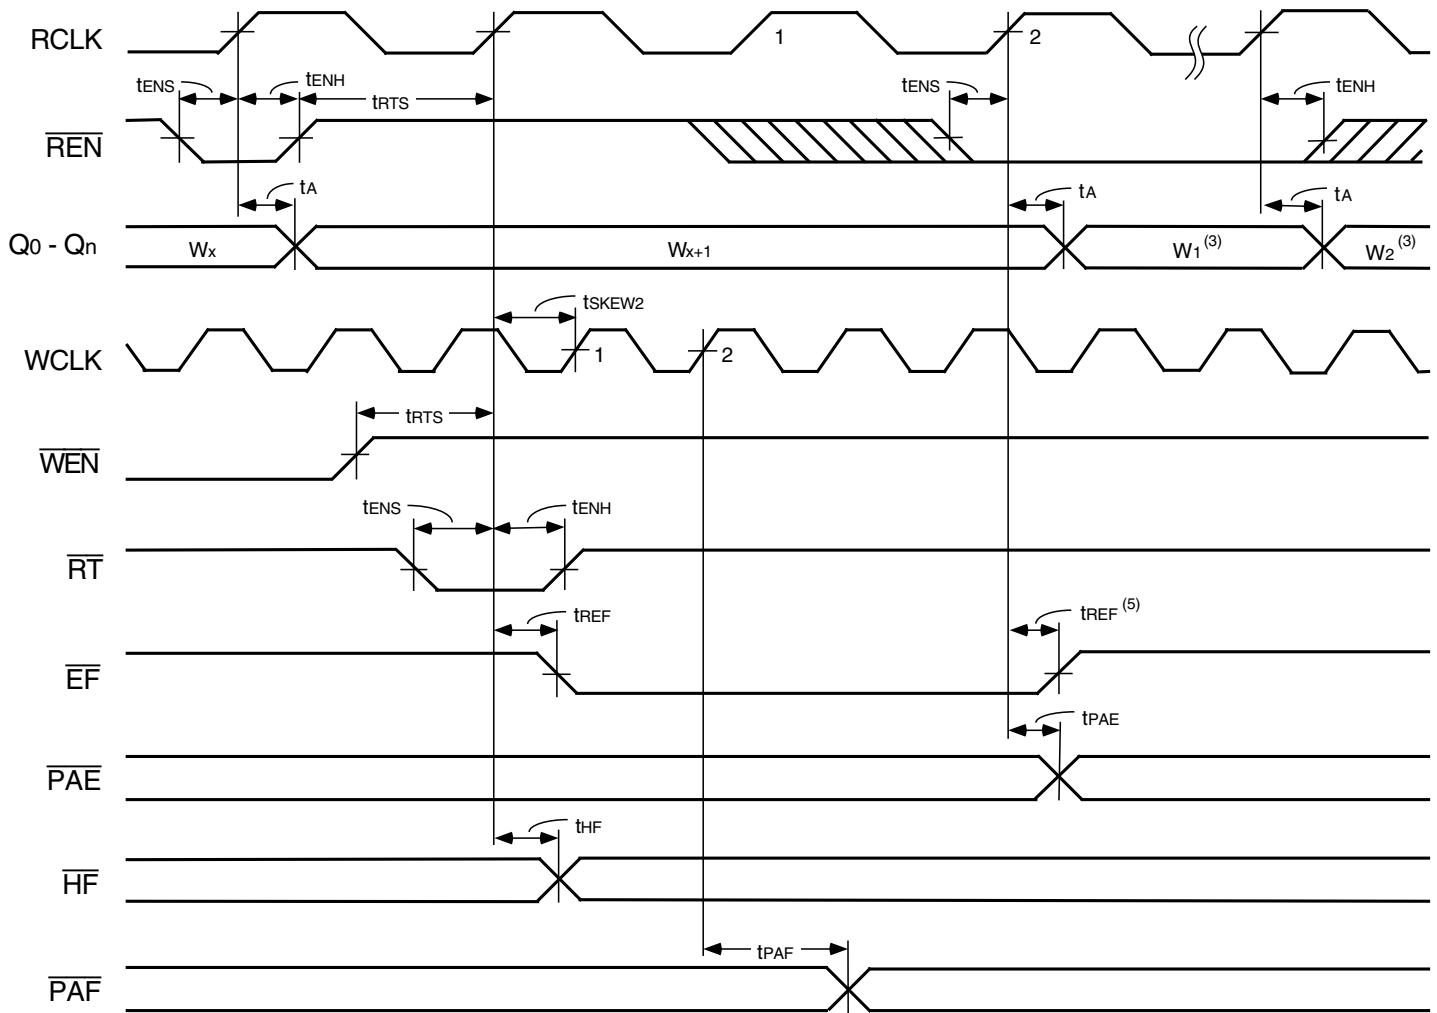 RCLK 1 2
tENS tENH tRTS tENS tENH
REN
tA tA tA
Q0 - Qn Wx Wx+1 W1 (3) W2 (3)
tSKEW2
WCLK 1 2
tRTS
WEN
tENS tENH
RT
tREF tREF (5)
EF
tPAE
PAE
tHF
HF
tPAF
PAF